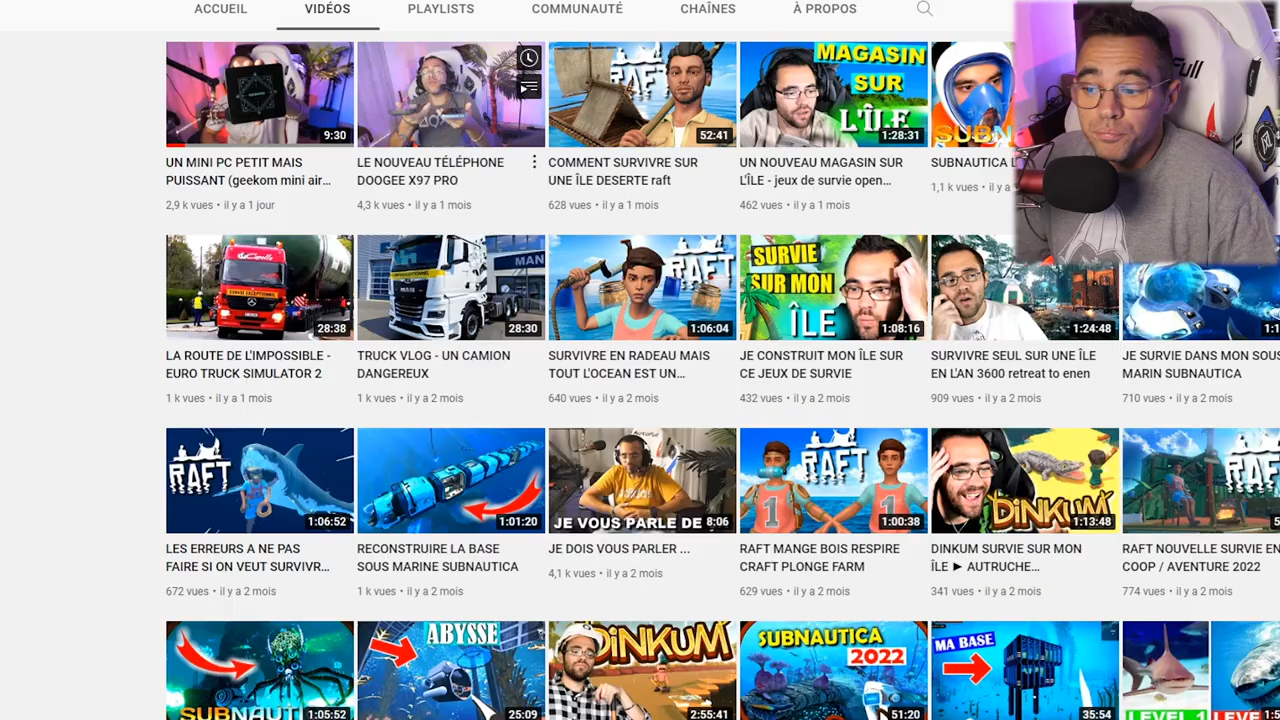 ACCUEIL
VIDÉOS
PLAYLISTS
COMMUNAUTÉ
CHAÎNES
À PROPOS
9:30
RAFT
52:41
MAGASIN
SUR
L'ÎLE
1:28:31
SUBN
UN MINI PC PETIT MAIS
PUISSANT (geekom mini air...
2,9 k vues • il y a 1 jour
LE NOUVEAU TÉLÉPHONE
DOOGEE X97 PRO
4,3 k vues • il y a 1 mois
COMMENT SURVIVRE SUR
UNE ÎLE DESERTE raft
628 vues • il y a 1 mois
UN NOUVEAU MAGASIN SUR
L'ÎLE - jeux de survie open...
462 vues • il y a 1 mois
SUBNAUTICA L
1,1 k vues • il y a
28:38
MAN
28:30
RAFT
1:06:04
SURVIE
SUR MON
ÎLE
1:08:16
1:24:48
LA ROUTE DE L'IMPOSSIBLE -
EURO TRUCK SIMULATOR 2
1 k vues • il y a 1 mois
TRUCK VLOG - UN CAMION
DANGEREUX
1 k vues • il y a 2 mois
SURVIVRE EN RADEAU MAIS
TOUT L'OCEAN EST UN...
640 vues • il y a 2 mois
JE CONSTRUIT MON ÎLE SUR
CE JEUX DE SURVIE
432 vues • il y a 2 mois
SURVIVRE SEUL SUR UNE ÎLE
EN L'AN 3600 retreat to enen
909 vues • il y a 2 mois
JE SURVIE DANS MON SOUS
MARIN SUBNAUTICA
710 vues • il y a 2 mois
RAFT
1:06:52
1:01:20
JE VOUS PARLE DE
8:06
RAFT
1
1
1:00:38
DiNKUM
1:13:48
RAFT
LES ERREURS A NE PAS
FAIRE SI ON VEUT SURVIVR...
672 vues • il y a 2 mois
RECONSTRUIRE LA BASE
SOUS MARINE SUBNAUTICA
1 k vues • il y a 2 mois
JE DOIS VOUS PARLER ...
4,1 k vues • il y a 2 mois
RAFT MANGE BOIS RESPIRE
CRAFT PLONGE FARM
629 vues • il y a 2 mois
DINKUM SURVIE SUR MON
ÎLE ► AUTRUCHE...
341 vues • il y a 2 mois
RAFT NOUVELLE SURVIE EN
COOP / AVENTURE 2022
774 vues • il y a 2 mois
SUBNAUTI
1:05:52
ABYSSE
25:09
DiNKUM
2:55:41
SUBNAUTICA
2022
51:20
MA BASE
35:54
LEVEL 1
LEVE